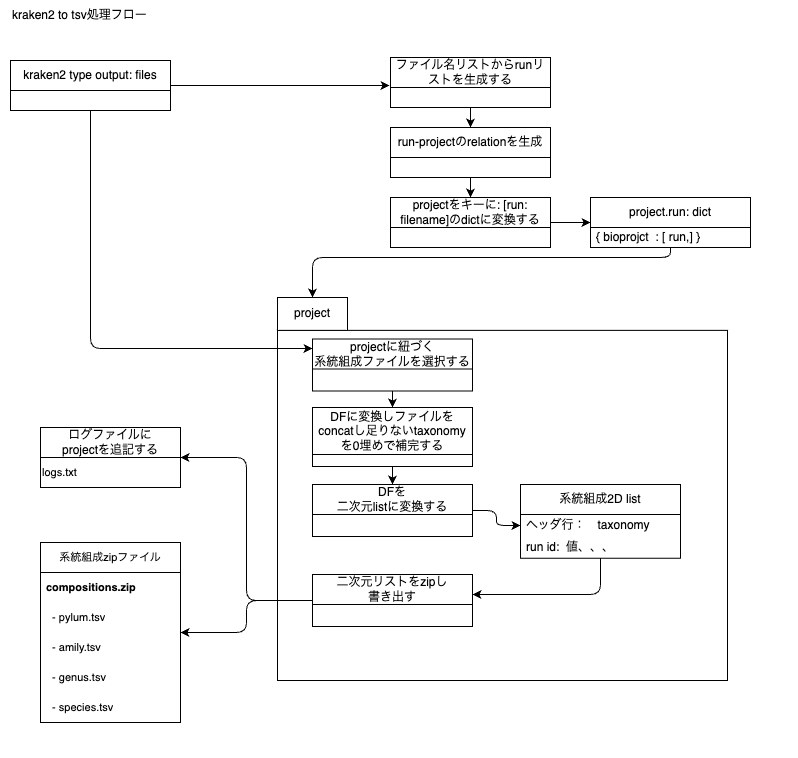 kraken2 to tsv処理フロー
kraken2 type output: files
ファイル名リストからrunリ
ストを生成する
run-projectのrelationを生成
projectをキーに: [run:
filename]のdictに変換する
project.run: dict
{ bioprojct : [ run,] }
project
projectに紐づく
系統組成ファイルを選択する
DFに変換しファイルを
concatし足りないtaxonomy
を0埋めで補完する
DFを
二次元listに変換する
系統組成2D list
ヘッダ行： taxonomy
run id: 値、、、
二次元リストをzipし
書き出す
ログファイルに
projectを追記する
logs.txt
系統組成zipファイル
compositions.zip
- pylum.tsv
- amily.tsv
- genus.tsv
- species.tsv